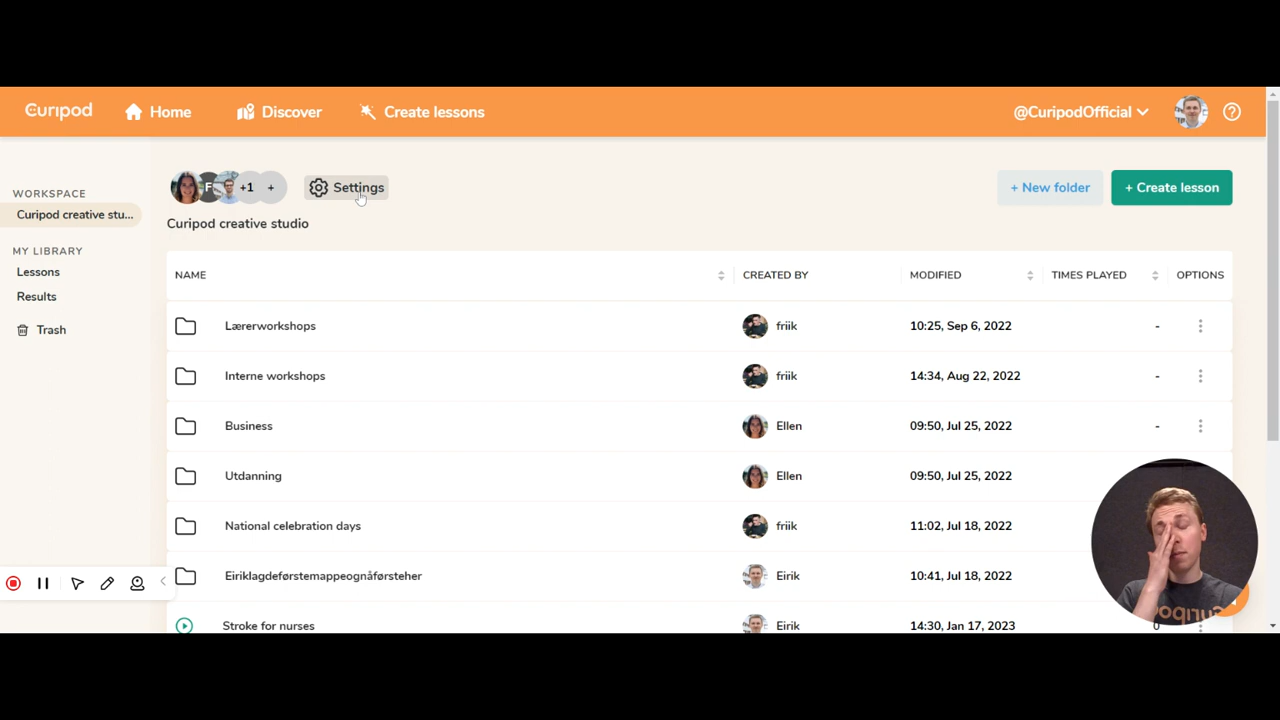 Curipod Home Discover Create lessons @CuripodOfficial
F +1 + Settings + New folder + Create lesson
Curipod creative studio
WORKSPACE
Curipod creative stu...
MY LIBRARY
Lessons
Results
Trash
NAME CREATED BY MODIFIED TIMES PLAYED OPTIONS
Lærerworkshops friik 10:25, Sep 6, 2022 -
Interne workshops friik 14:34, Aug 22, 2022 -
Business Ellen 09:50, Jul 25, 2022 -
Utdanning Ellen 09:50, Jul 25, 2022
National celebration days friik 11:02, Jul 18, 2022
Eiriklagdeførstemappeognåførsteher Eirik 10:41, Jul 18, 2022
Stroke for nurses Eirik 14:30, Jan 17, 2023 0
curipod